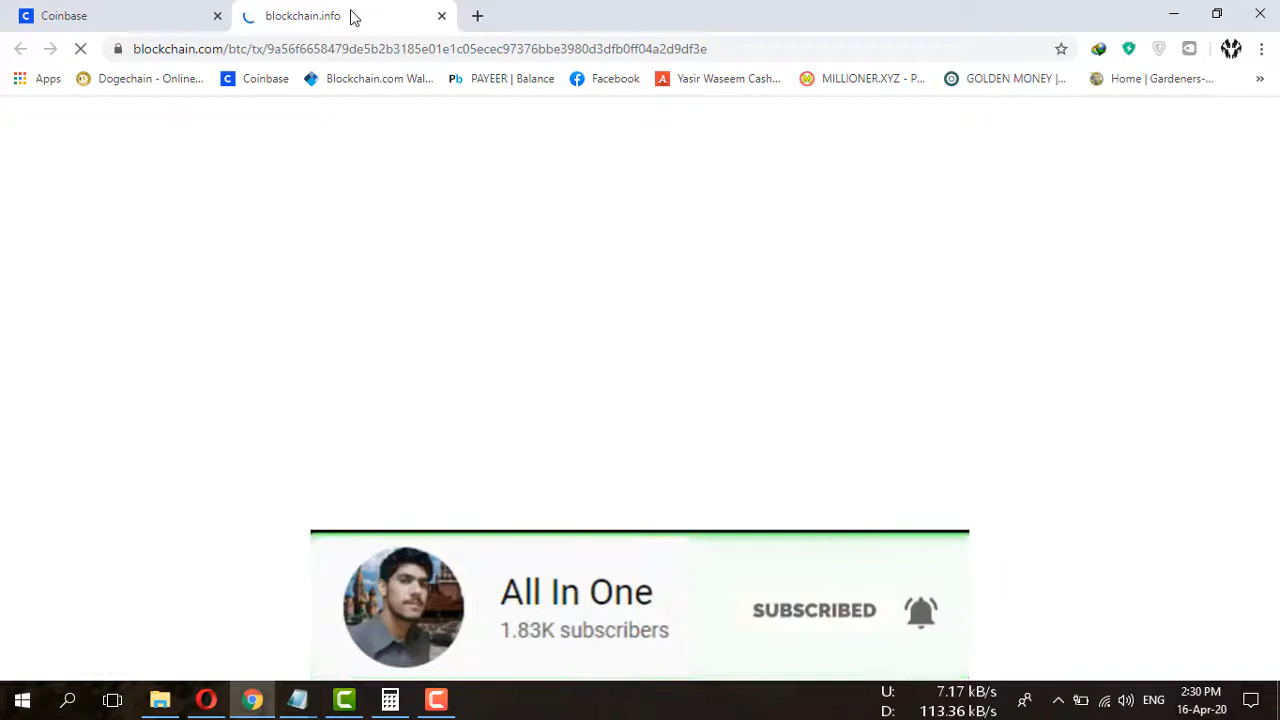 Coinbase
blockchain.info
blockchain.com/btc/tx/9a56f6658479de5b2b3185e01e1c05ecec97376bbe3980d3dfb0ff04a2d9df3e
Apps
Dogechain - Online...
Coinbase
Blockchain.com Wal...
PAYEER | Balance
Facebook
Yasir Waseem Cash...
MILLIONER.XYZ - P...
GOLDEN MONEY |...
Home | Gardeners-...
All In One
1.83K subscribers
SUBSCRIBED
U: 7.17 kB/s
D: 113.36 kB/s
ENG
2:30 PM
16-Apr-20